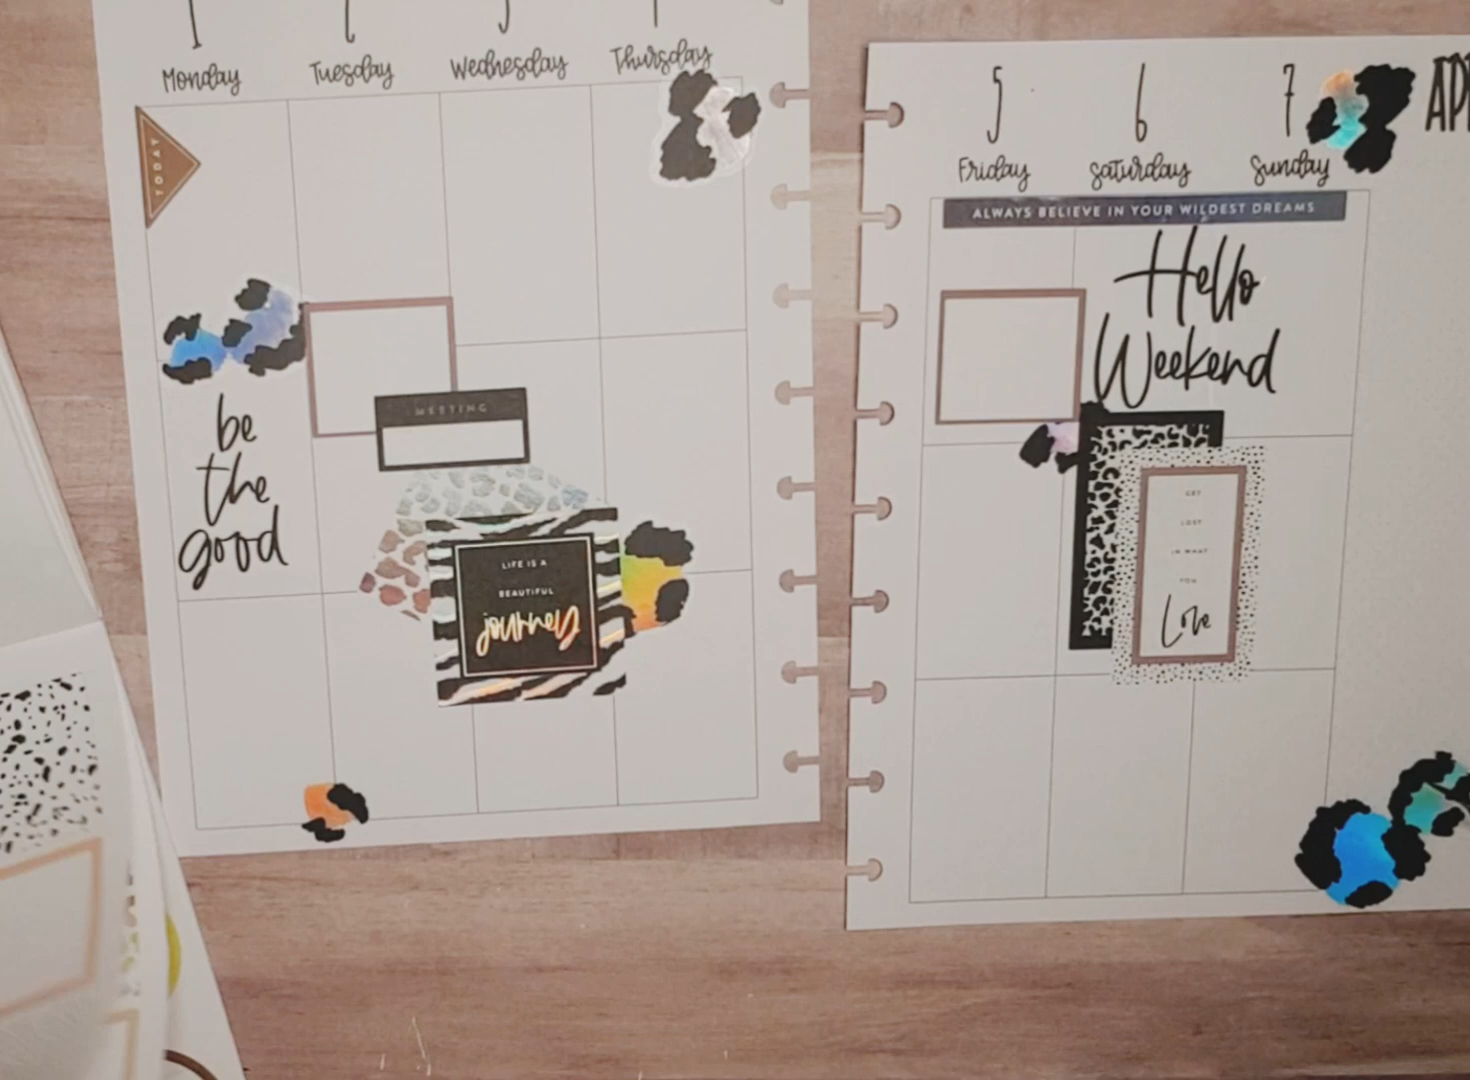 Monday Tuesday Wednesday Thursday
TODAY
be
the
good
MEETING
LIFE IS A
BEAUTIFUL
journey
5 6 7
Friday Saturday Sunday
ALWAYS BELIEVE IN YOUR WILDEST DREAMS
Hello
Weekend
GET
LOST
IN WHAT
YOU
Love